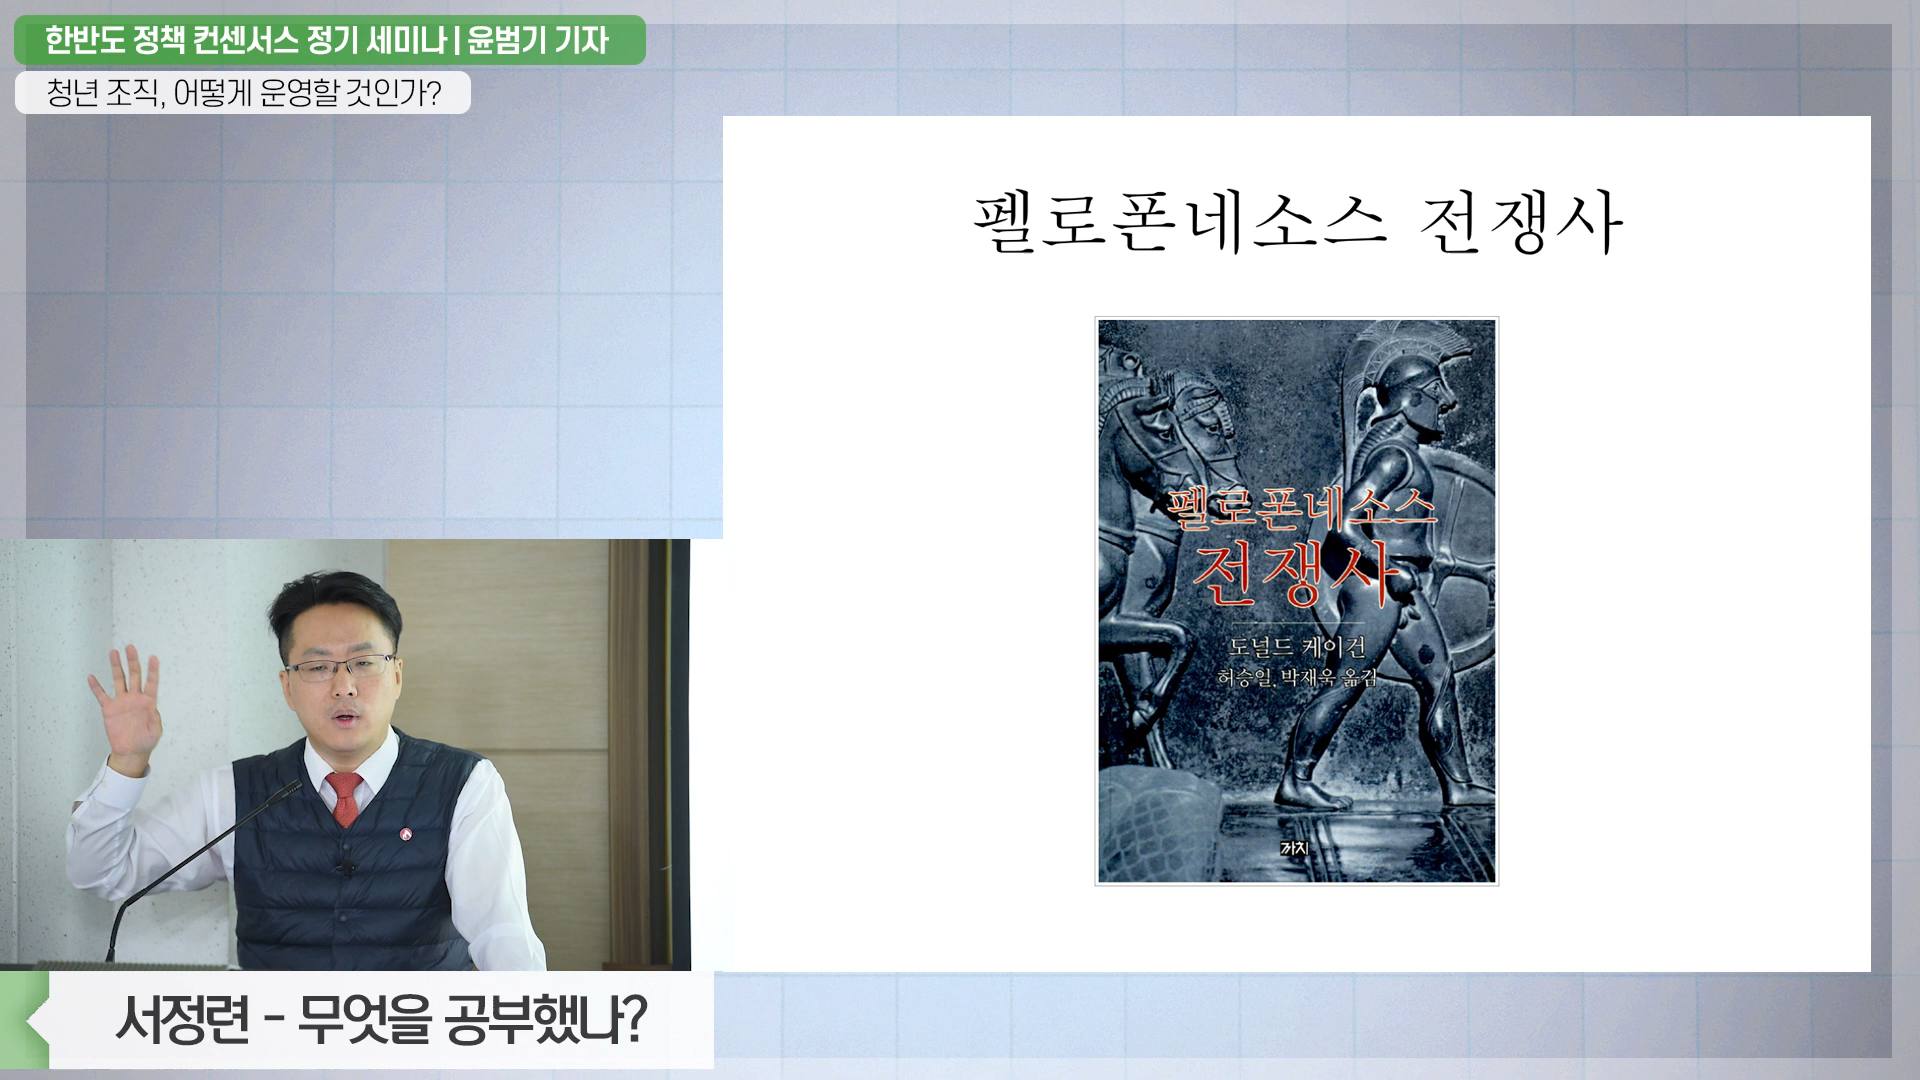 한반도 정책 컨센서스 정기 세미나 | 윤범기 기자
청년 조직, 어떻게 운영할 것인가?
펠로폰네소스 전쟁사
펠로폰네소스
전쟁사
도널드 케이건
허승일, 박재욱 옮김
까치
서정련 - 무엇을 공부했나?